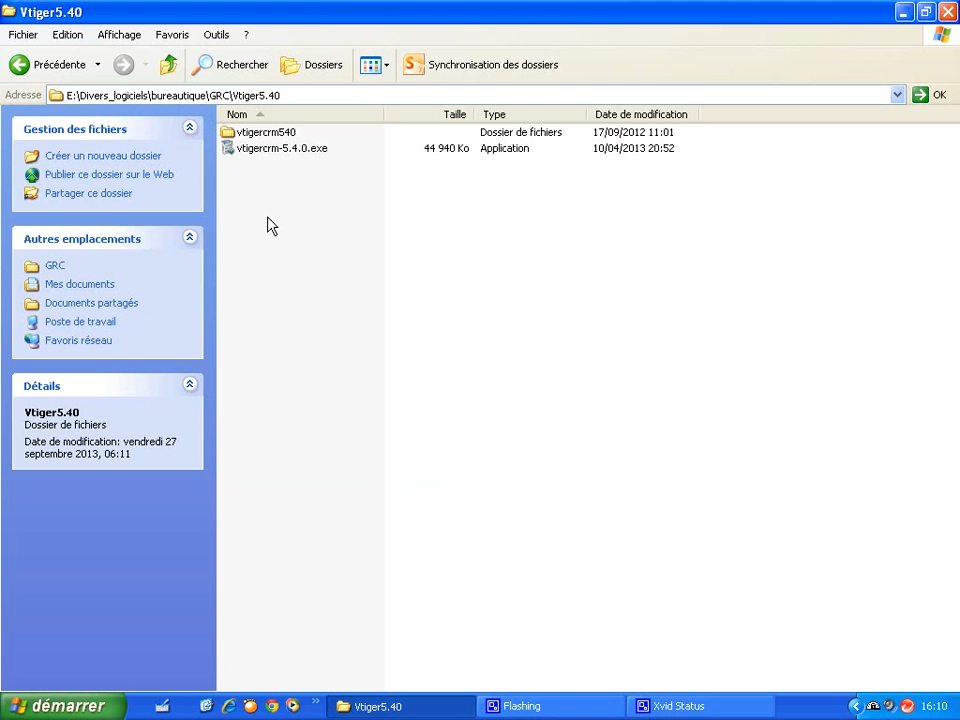 Vtiger5.40
Fichier Edition Affichage Favoris Outils ?
Précédente Rechercher Dossiers Synchronisation des dossiers
Adresse E:\Divers_logiciels\bureautique\GRC\Vtiger5.40 OK
Gestion des fichiers
Créer un nouveau dossier
Publier ce dossier sur le Web
Partager ce dossier
Autres emplacements
GRC
Mes documents
Documents partagés
Poste de travail
Favoris réseau
Détails
Vtiger5.40
Dossier de fichiers
Date de modification: vendredi 27
septembre 2013, 06:11
Nom Taille Type Date de modification
vtigercrm540 Dossier de fichiers 17/09/2012 11:01
vtigercrm-5.4.0.exe 44 940 Ko Application 10/04/2013 20:52
démarrer Vtiger5.40 Flashing Xvid Status 16:10